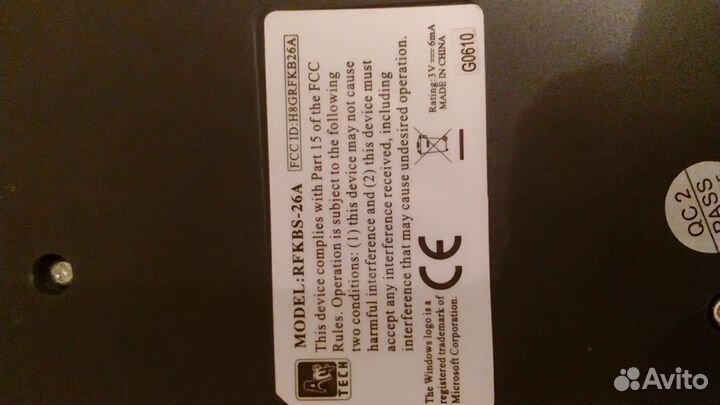 MODEL:RFKBS-26A
FCC ID:H8GRFKB26A
This device complies with Part 15 of the FCC
Rules. Operation is subject to the following
two conditions: (1) this device may not cause
harmful interference and (2) this device must
accept any interference received, including
interference that may cause undesired operation.
A4
TECH
CE
The Windows logo is a
registered trademark of
Microsoft Corporation.
Rating:3V 6mA
MADE IN CHINA
G0610
QC 2
PASS
Avito